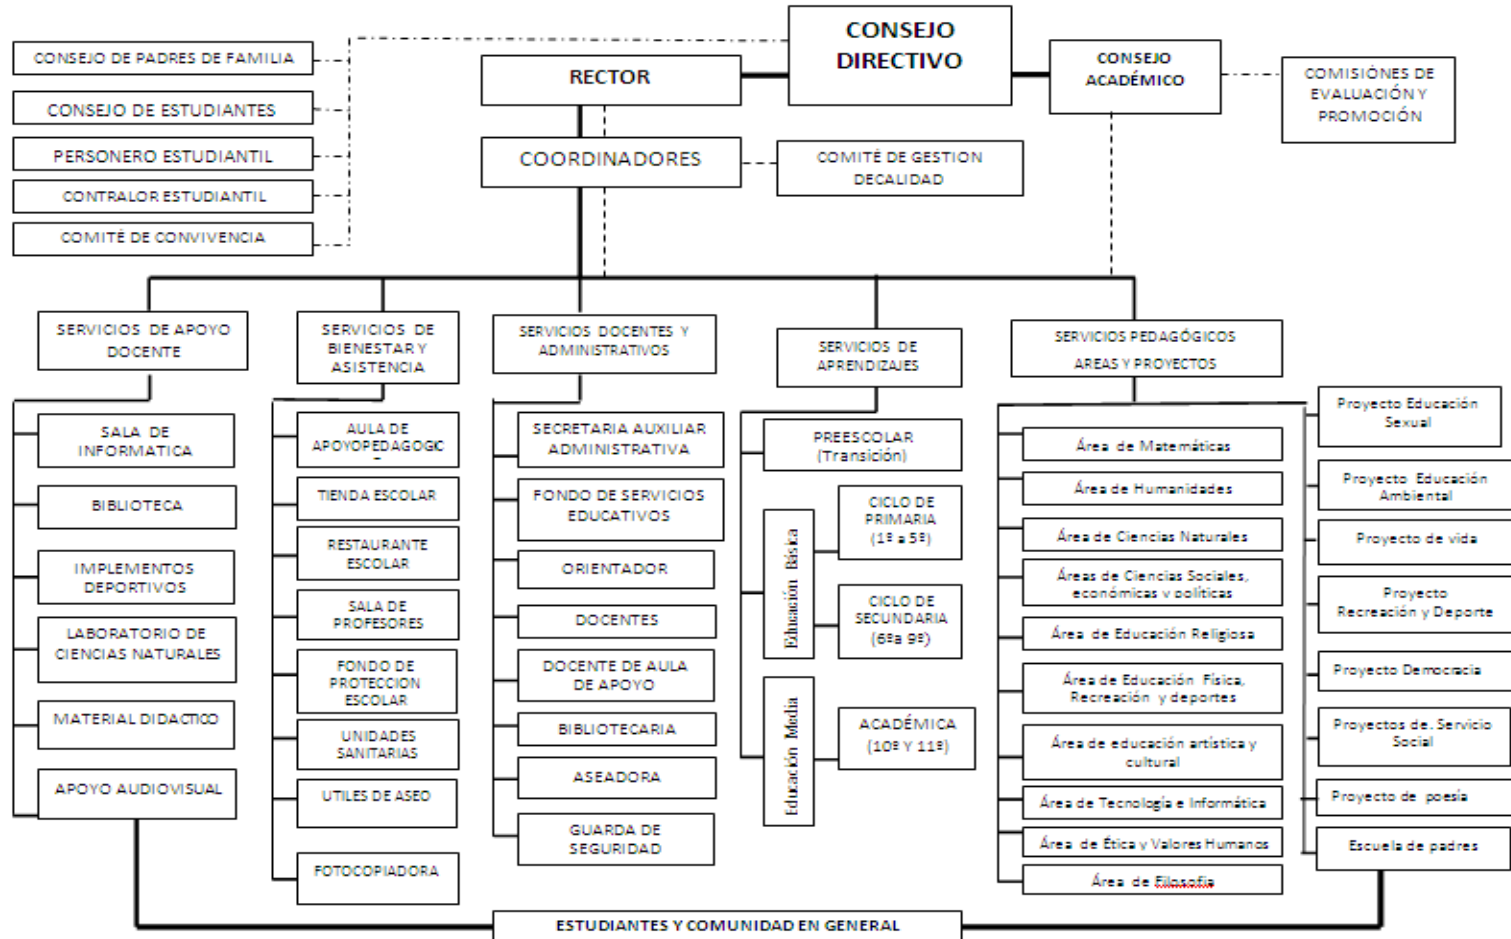 CONSEJO
DIRECTIVO
RECTOR
CONSEJO
ACADÉMICO
COMISIÓNES DE
EVALUACIÓN Y
PROMOCIÓN
CONSEJO DE PADRES DE FAMILIA
CONSEJO DE ESTUDIANTES
PERSONERO ESTUDIANTIL
CONTRALOR ESTUDIANTIL
COMITÉ DE CONVIVENCIA
COORDINADORES
COMITÉ DE GESTION
DECALIDAD
SERVICIOS DE APOYO
DOCENTE
SALA DE
INFORMATICA
BIBLIOTECA
IMPLEMENTOS
DEPORTIVOS
LABORATORIO DE
CIENCIAS NATURALES
MATERIAL DIDACTICO
APOYO AUDIOVISUAL
SERVICIOS DE
BIENESTAR Y
ASISTENCIA
AULA DE
APOYOPEDAGOGIC
TIENDA ESCOLAR
RESTAURANTE
ESCOLAR
SALA DE
PROFESORES
FONDO DE
PROTECCION
ESCOLAR
UNIDADES
SANITARIAS
UTILES DE ASEO
FOTOCOPIADORA
SERVICIOS DOCENTES Y
ADMINISTRATIVOS
SECRETARIA AUXILIAR
ADMINISTRATIVA
FONDO DE SERVICIOS
EDUCATIVOS
ORIENTADOR
DOCENTES
DOCENTE DE AULA
DE APOYO
BIBLIOTECARIA
ASEADORA
GUARDA DE
SEGURIDAD
SERVICIOS DE
APRENDIZAJES
PREESCOLAR
(Transición)
Educación Básica
CICLO DE
PRIMARIA
(1º a 5º)
CICLO DE
SECUNDARIA
(6ºa 9º)
Educación Media
ACADÉMICA
(10º Y 11º)
SERVICIOS PEDAGÓGICOS
AREAS Y PROYECTOS
Área de Matemáticas
Área de Humanidades
Área de Ciencias Naturales
Áreas de Ciencias Sociales,
económicas y políticas
Área de Educación Religiosa
Área de Educación Física,
Recreación y deportes
Área de educación artística y
cultural
Área de Tecnología e Informática
Área de Ética y Valores Humanos
Área de Filosofia
Proyecto Educación
Sexual
Proyecto Educación
Ambiental
Proyecto de vida
Proyecto
Recreación y Deporte
Proyecto Democracia
Proyectos de. Servicio
Social
Proyecto de poesía
Escuela de padres
ESTUDIANTES Y COMUNIDAD EN GENERAL